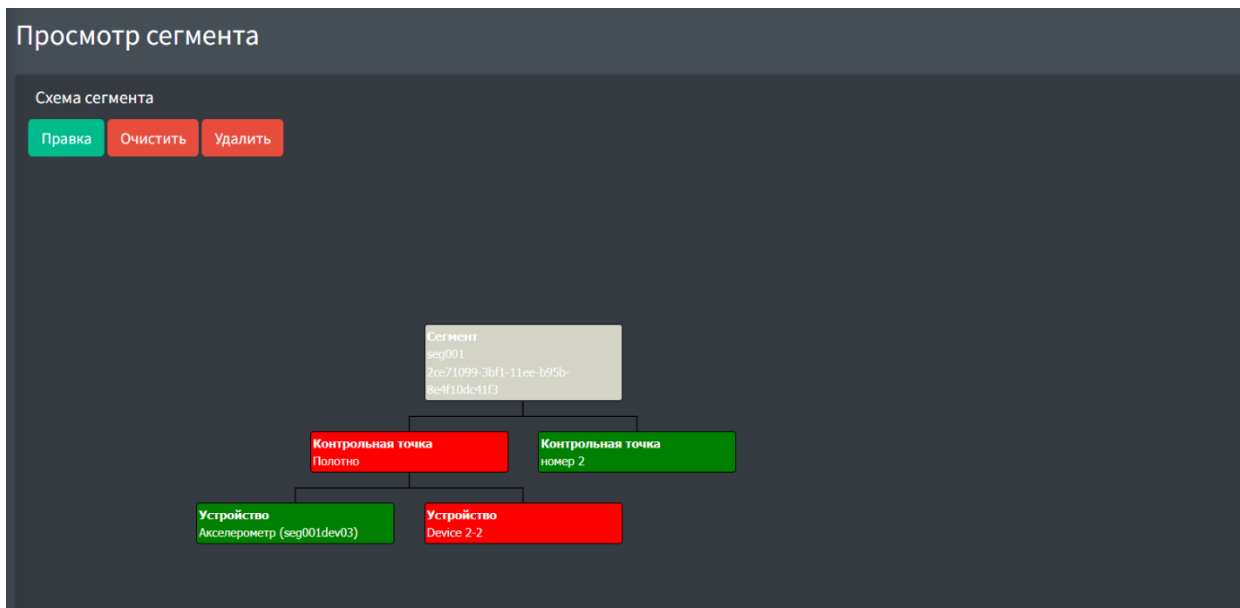 Просмотр сегмента
Схема сегмента
Правка Очистить Удалить
Сегмент
seg001
2ce71099-3bf1-11ee-b95b-
8e4f10dc41f3
Контрольная точка
Полотно
Контрольная точка
номер 2
Устройство
Акселерометр (seg001dev03)
Устройство
Device 2-2